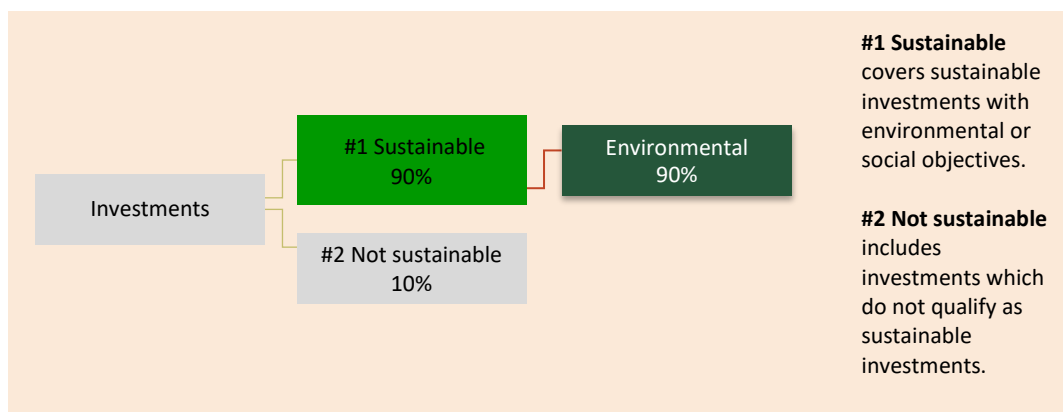 Investments
#1 Sustainable
90%
Environmental
90%
#2 Not sustainable
10%
#1 Sustainable
covers sustainable
investments with
environmental or
social objectives.
#2 Not sustainable
includes
investments which
do not qualify as
sustainable
investments.